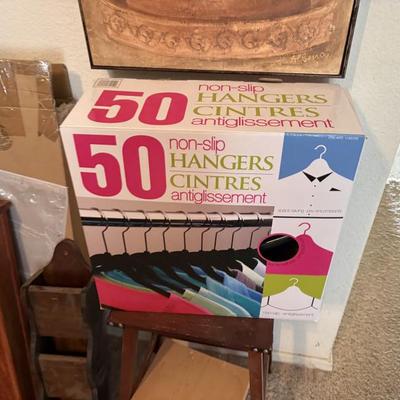 50
non-slip
HANGERS
CINTRES
antiglissement
50
non-slip
HANGERS
CINTRES
antiglissement